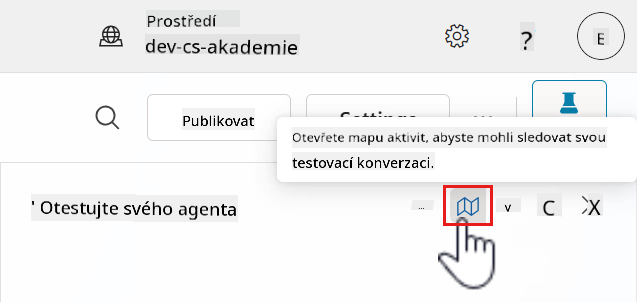 Prostředí
dev-cs-akademie
?
E
Publikovat
Settings
...
Otevřete mapu aktivit, abyste mohli sledovat svou
testovací konverzaci.
' Otestujte svého agenta
...
v
C
X